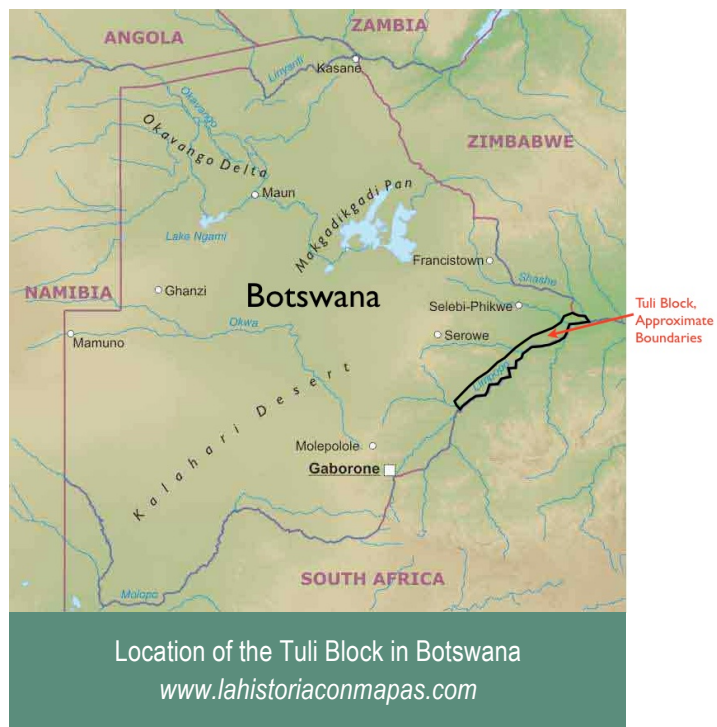 ANGOLA
ZAMBIA
Linyanti
Kasane
Okavango
Okavango Delta
ZIMBABWE
Maun
Makgadikgadi Pan
Lake Ngami
Francistown
Shashe
NAMIBIA
Ghanzi
Botswana
Selebi-Phikwe
Tuli Block,
Approximate
Boundaries
Okwa
Serowe
Mamuno
Limpopo
Kalahari Desert
Molepolole
Gaborone
SOUTH AFRICA
Molopo
Location of the Tuli Block in Botswana
www.lahistoriaconmapas.com